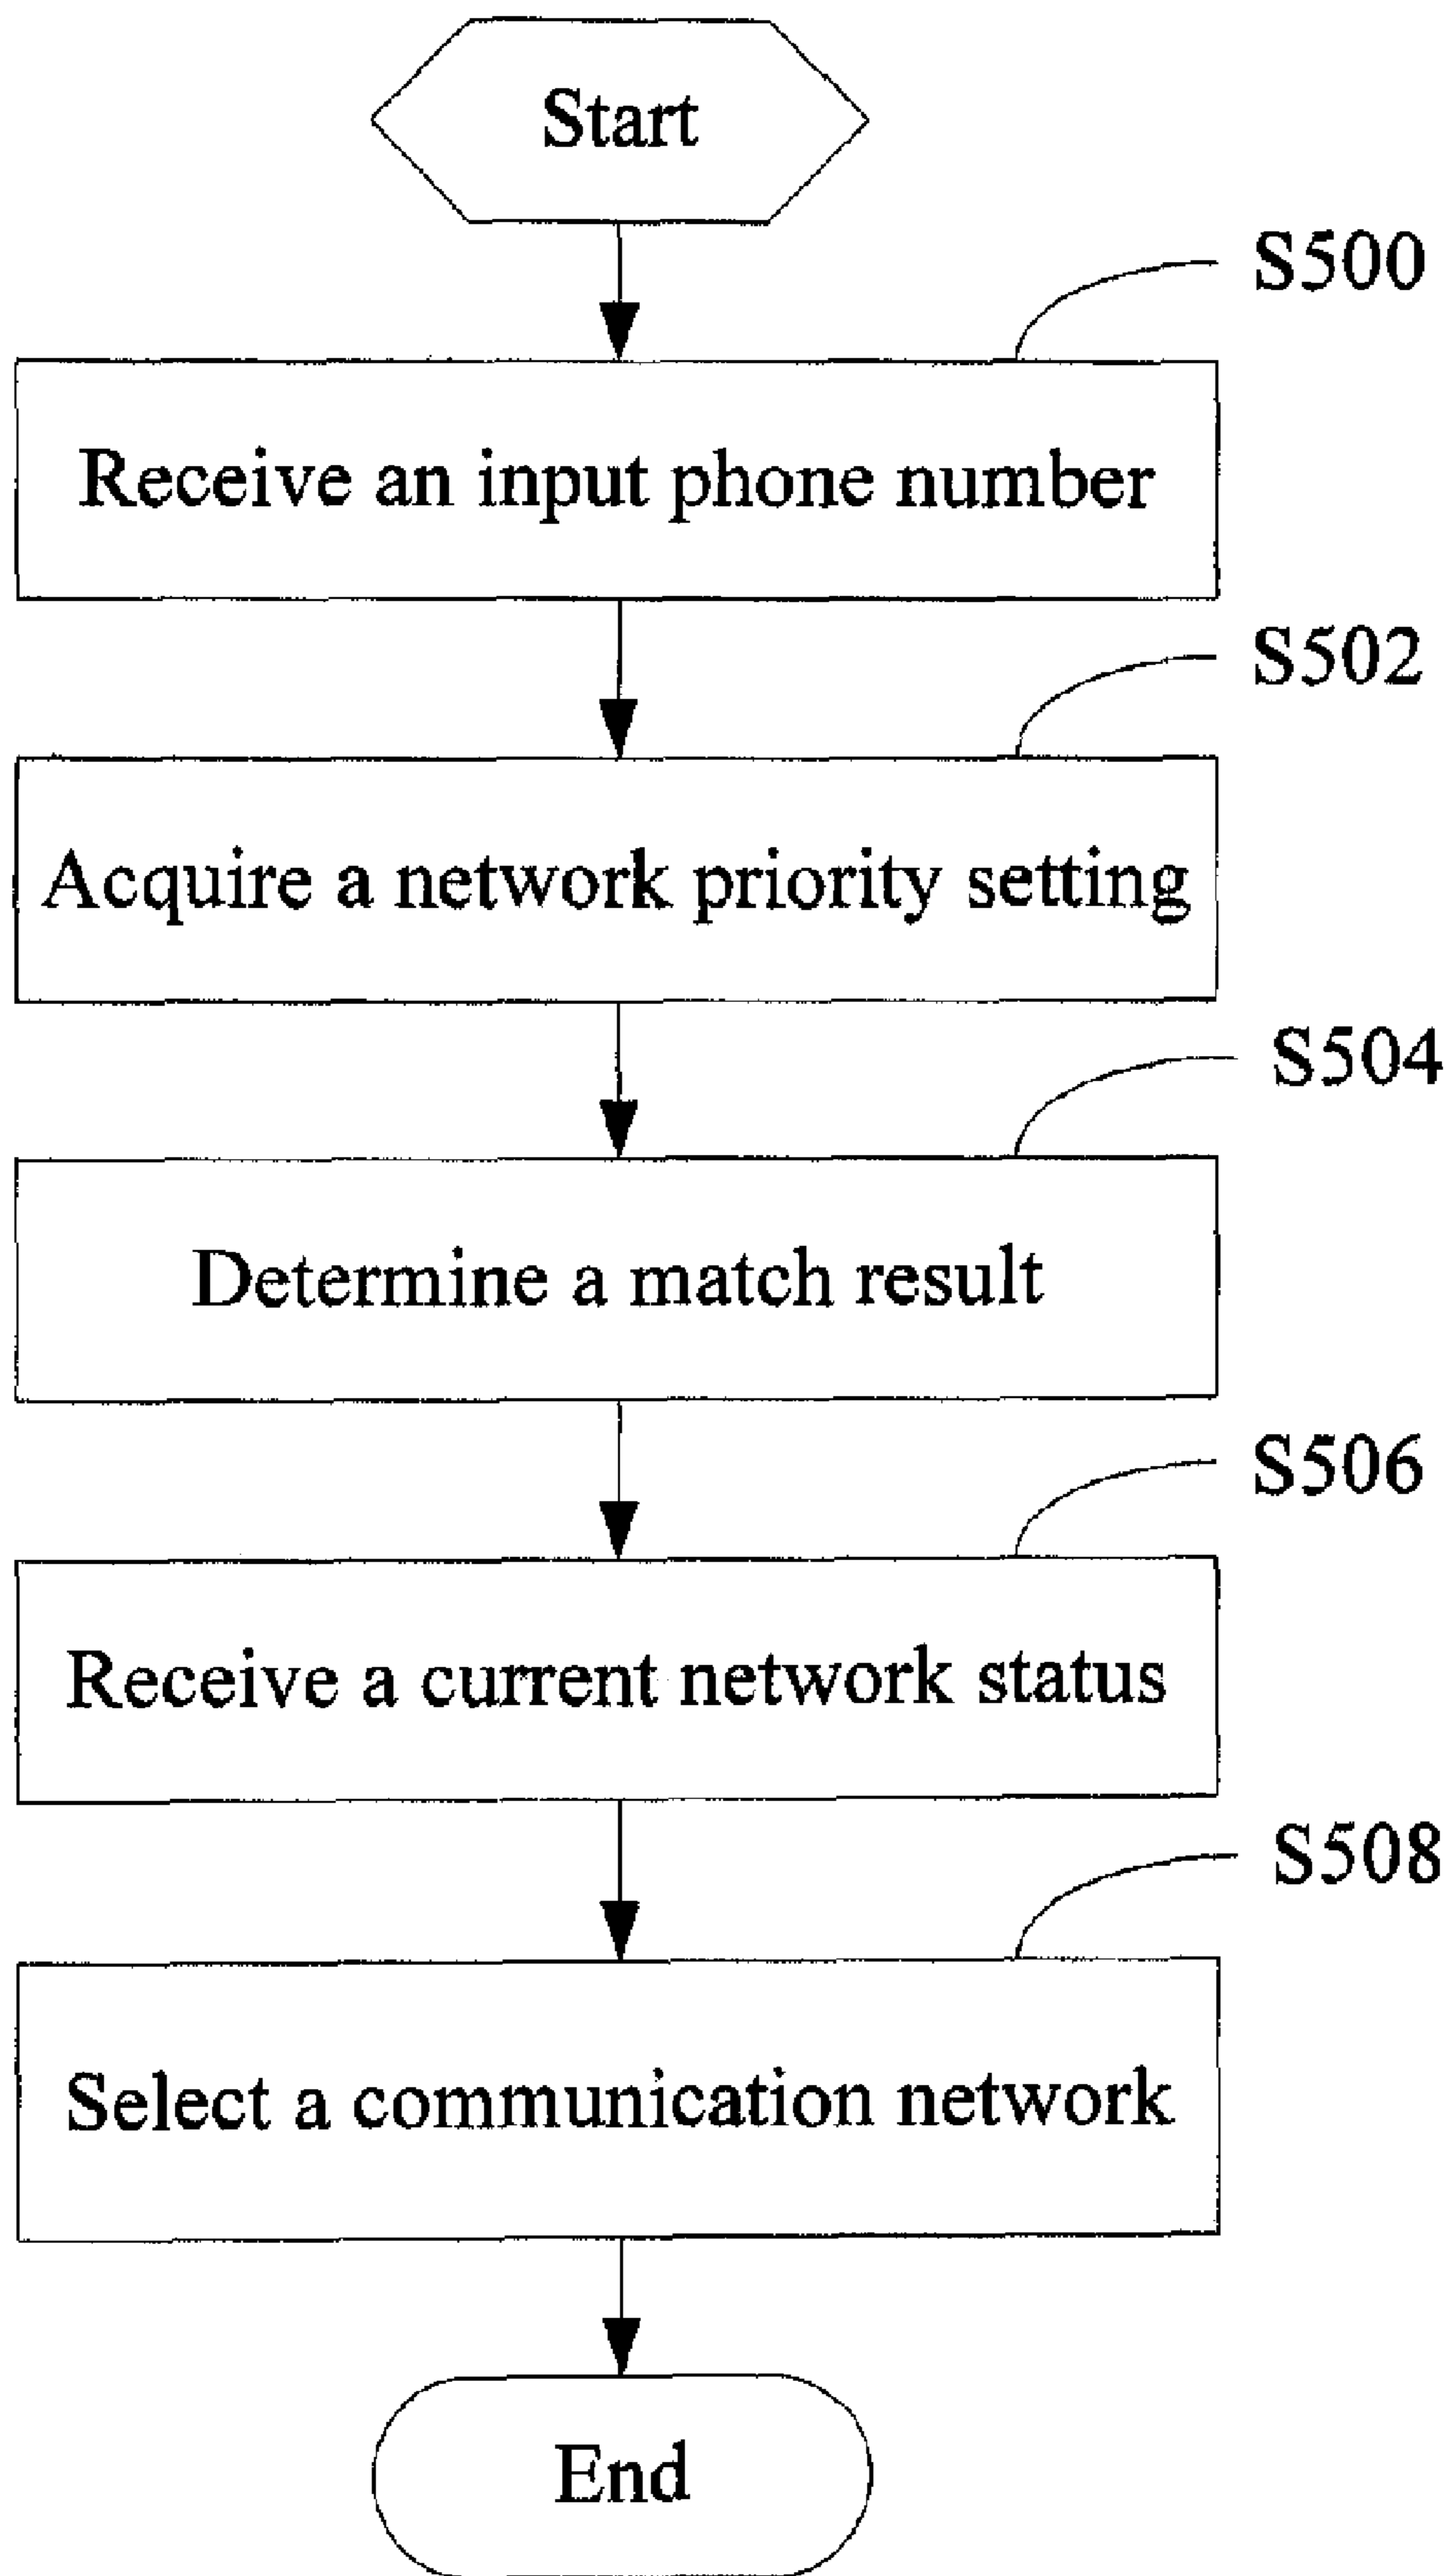 Start
S500
Receive an input phone number
S502
Acquire a network priority setting
S504
Determine a match result
S506
Receive a current network status
S508
Select a communication network
End